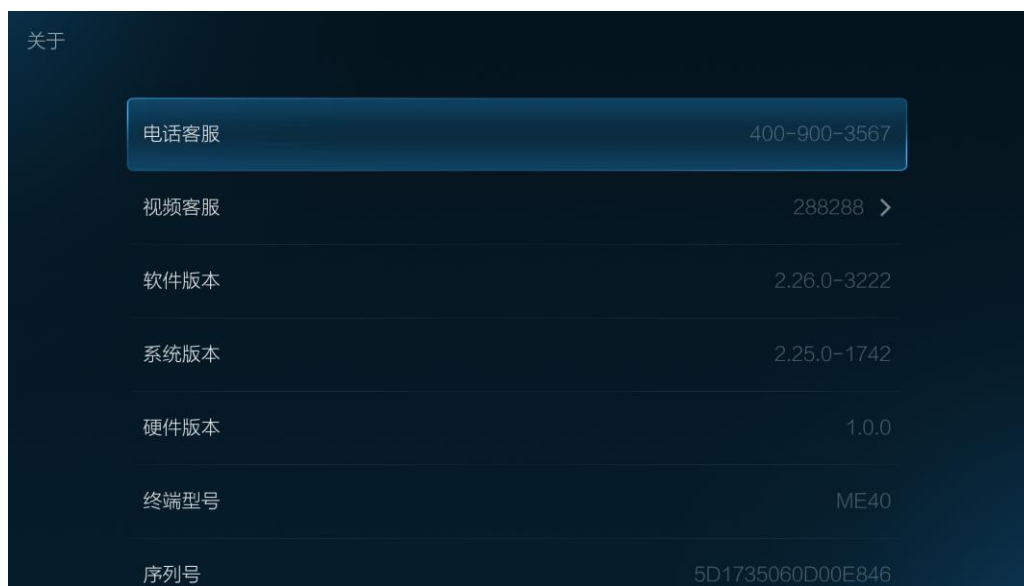 关于
电话客服 400-900-3567
视频客服 288288 >
软件版本 2.26.0-3222
系统版本 2.25.0-1742
硬件版本 1.0.0
终端型号 ME40
序列号 5D1735060D00E846